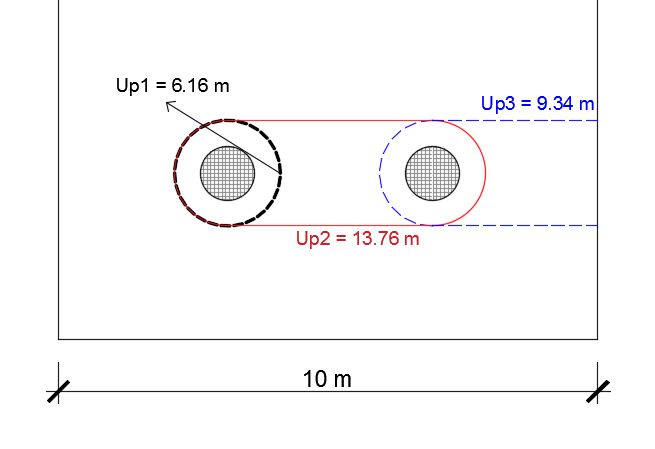 Up1 = 6.16 m
Up3 = 9.34 m
Up2 = 13.76 m
10 m